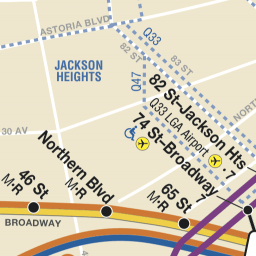 ASTORIA BLVD
Q33
82 ST
83 ST
JACKSON
HEIGHTS
Q47
82 St–Jackson Hts
7
Q33 LGA Airport
74 St–Broadway
7
30 AV
Northern Blvd
M•R
46 St
M•R
65 St
M•R
BROADWAY